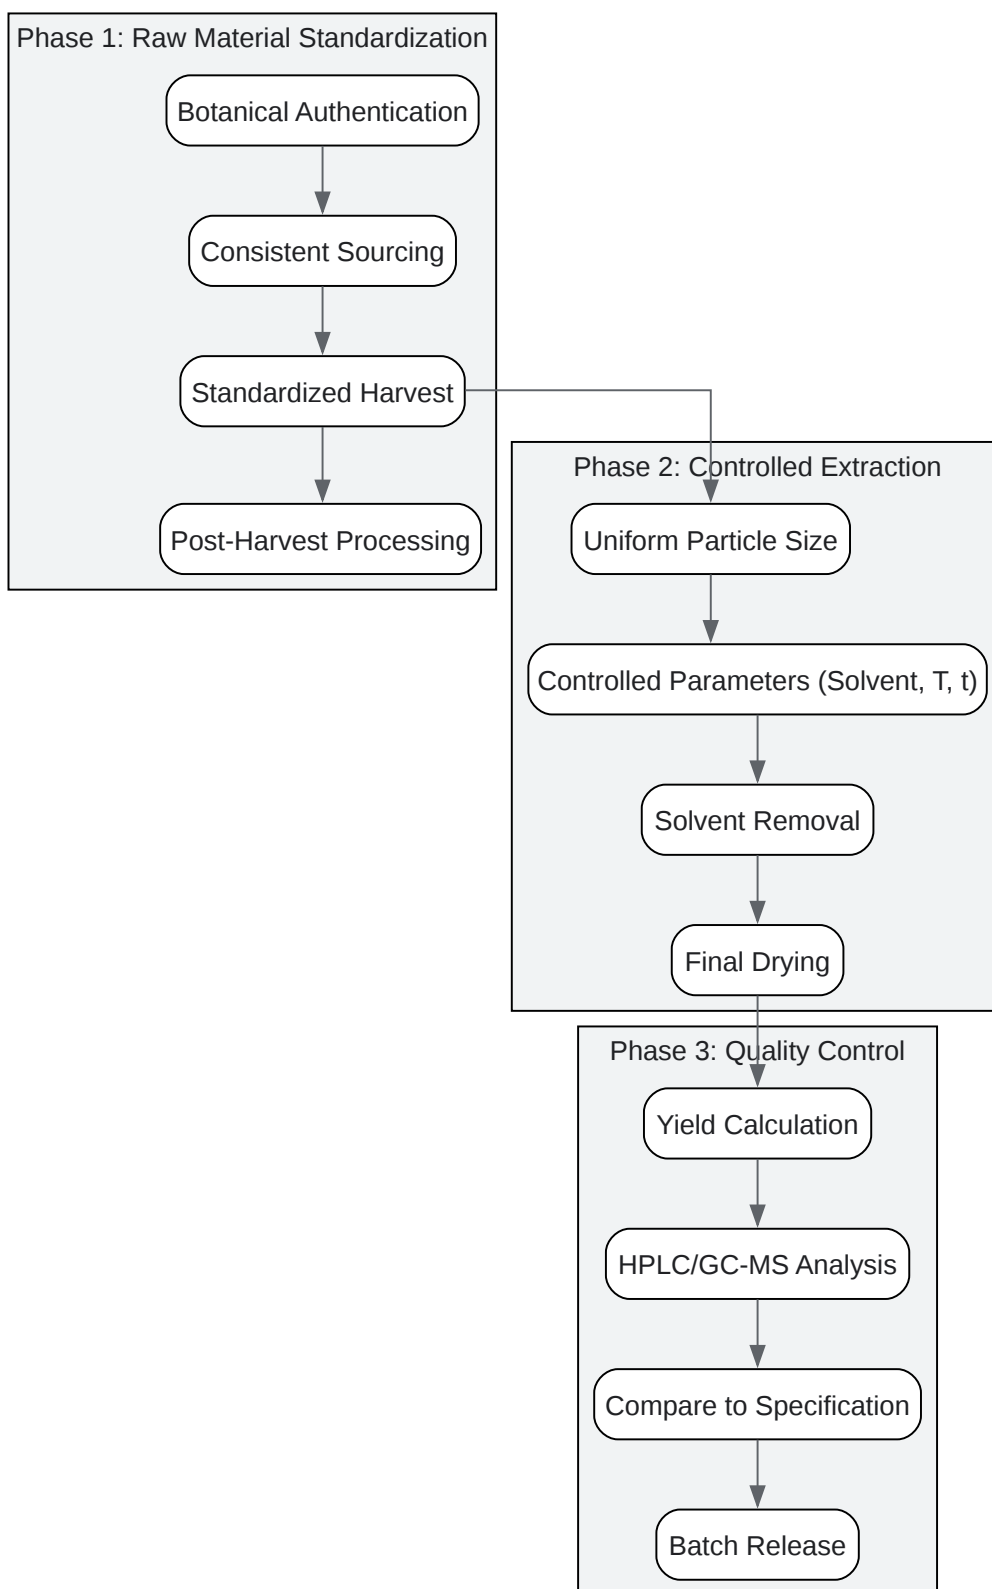 Phase 1: Raw Material Standardization
Botanical Authentication
Consistent Sourcing
Standardized Harvest
Post-Harvest Processing
Phase 2: Controlled Extraction
Uniform Particle Size
Controlled Parameters (Solvent, T, t)
Solvent Removal
Final Drying
Phase 3: Quality Control
Yield Calculation
HPLC/GC-MS Analysis
Compare to Specification
Batch Release